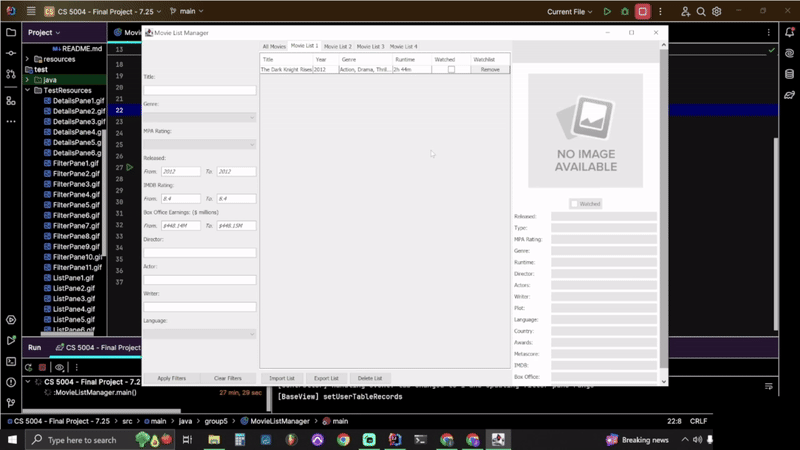 CS CS 5004 - Final Project - 7.25
main
Current File
Project
README.md
resources
test
java
TestResources
DetailsPane1.gif
DetailsPane2.gif
DetailsPane3.gif
DetailsPane4.gif
DetailsPane5.gif
DetailsPane6.gif
FilterPane1.gif
FilterPane2.gif
FilterPane3.gif
FilterPane4.gif
FilterPane5.gif
FilterPane6.gif
FilterPane7.gif
FilterPane8.gif
FilterPane9.gif
FilterPane10.gif
FilterPane11.gif
ListPane1.gif
ListPane2.gif
ListPane3.gif
ListPane4.gif
ListPane5.gif
ListPane6.gif
13
18
19
20
21
22
23
24
25
26
27
28
29
30
31
32
33
34
35
36
37
Movie List Manager
Title:
Genre:
MPA Rating:
Released:
From: 2012 To: 2012
IMDB Rating:
From: 8.4 To: 8.4
Box Office Earnings: ($ millions)
From: $448.14M To: $448.15M
Director:
Actor:
Writer:
Language:
Apply Filters Clear Filters
All Movies Movie List 1 Movie List 2 Movie List 3 Movie List 4
Title Year Genre Runtime Watched Watchlist
The Dark Knight Rises 2012 Action, Drama, Thril... 2h 44m Remove
Import List Export List Delete List
NO IMAGE
AVAILABLE
Watched
Released:
Type:
MPA Rating:
Genre:
Runtime:
Director:
Actors:
Writer:
Plot:
Language:
Country:
Awards:
Metascore:
IMDB:
Box Office:
Run CS 5004 - Final Project - 7.25
CS 5004 - Final Project - 7.25
:MovieListManager.main() 27 min, 29 sec
[BaseView] setUserTableRecords
CS 5004 - Final Project - 7.25 > src > main > java > group5 > MovieListManager > main
22:8 CRLF
Type here to search
Breaking news